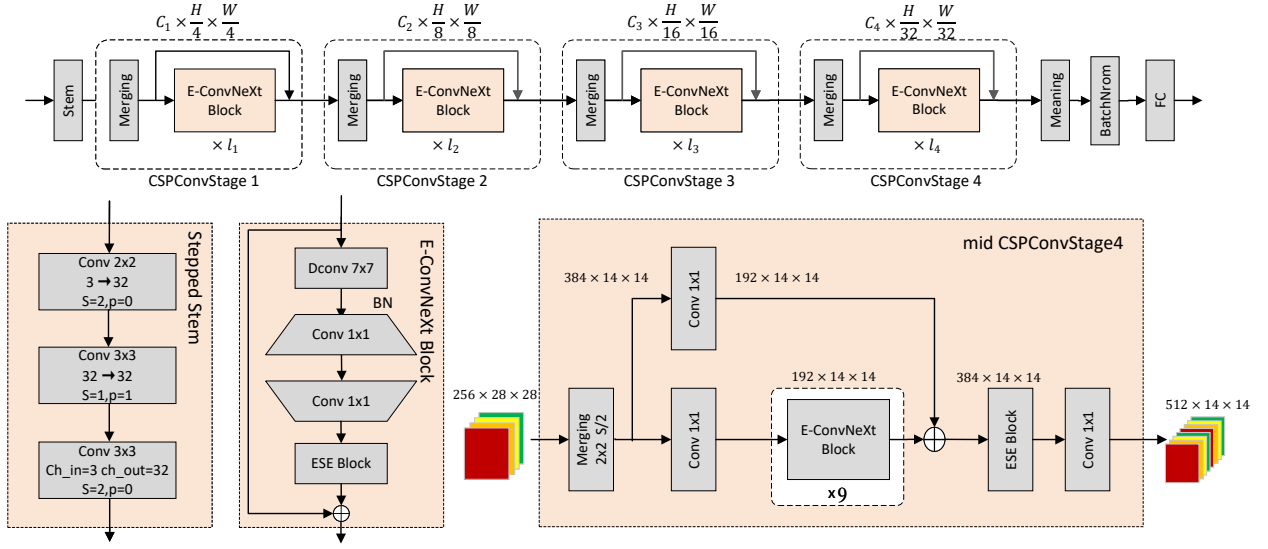 C₁ × H/4 × W/4
C₂ × H/8 × W/8
C₃ × H/16 × W/16
C₄ × H/32 × W/32
Stem
Merging
E-ConvNeXt
Block
× l₁
Merging
E-ConvNeXt
Block
× l₂
Merging
E-ConvNeXt
Block
× l₃
Merging
E-ConvNeXt
Block
× l₄
Meaning
BatchNrom
FC
CSPConvStage 1
CSPConvStage 2
CSPConvStage 3
CSPConvStage 4
Stepped Stem
Conv 2x2
3 → 32
S=2,p=0
Conv 3x3
32 → 32
S=1,p=1
Conv 3x3
Ch_in=3 ch_out=32
S=2,p=0
E-ConvNeXt Block
Dconv 7x7
BN
Conv 1x1
Conv 1x1
ESE Block
mid CSPConvStage4
256 × 28 × 28
Merging
2x2 S/2
384 × 14 × 14
Conv 1x1
192 × 14 × 14
Conv 1x1
192 × 14 × 14
E-ConvNeXt
Block
x9
384 × 14 × 14
ESE Block
Conv 1x1
512 × 14 × 14